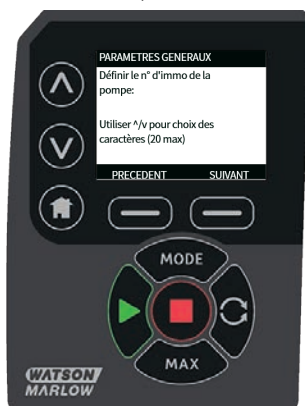 PARAMETRES GENERAUX
Définir le n° d'immo de la
pompe:
Utiliser ^/v pour choix des
caractères (20 max)
PRECEDENT SUIVANT
MODE
MAX
WATSON
MARLOW